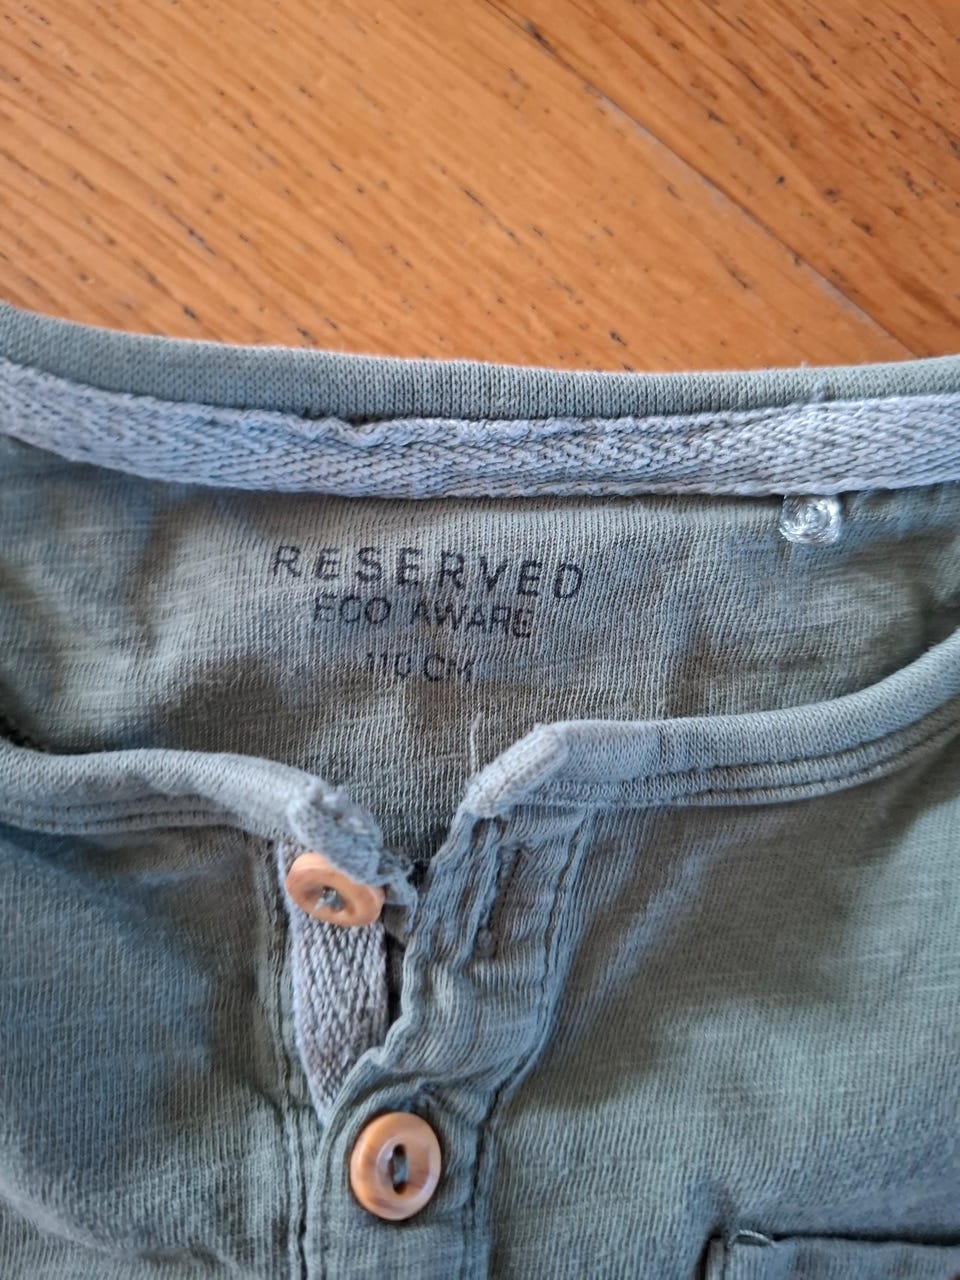 RESERVED
ECO AWARE
110 CM